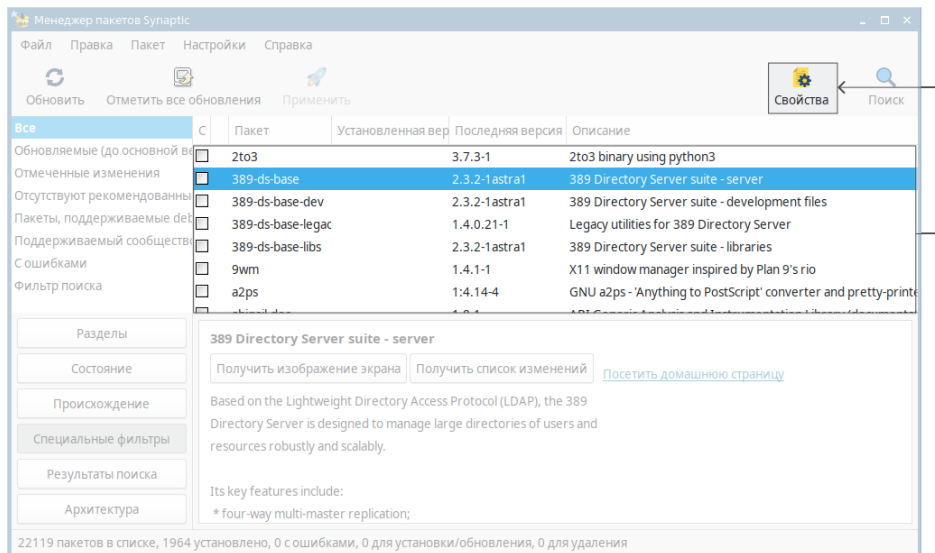 Менеджер пакетов Synaptic
Файл Правка Пакет Настройки Справка
Обновить Отметить все обновления Применить Свойства Поиск
Все
Обновляемые (до основной ве
Отмеченные изменения
Отсутствуют рекомендованны
Пакеты, поддерживаемые deb
Поддерживаемый сообществ
С ошибками
Фильтр поиска
С Пакет Установленная вер Последняя версия Описание
2to3 3.7.3-1 2to3 binary using python3
389-ds-base 2.3.2-1astra1 389 Directory Server suite - server
389-ds-base-dev 2.3.2-1astra1 389 Directory Server suite - development files
389-ds-base-legac 1.4.0.21-1 Legacy utilities for 389 Directory Server
389-ds-base-libs 2.3.2-1astra1 389 Directory Server suite - libraries
9wm 1.4.1-1 X11 window manager inspired by Plan 9's rio
a2ps 1:4.14-4 GNU a2ps - 'Anything to PostScript' converter and pretty-printe
Разделы
Состояние
Происхождение
Специальные фильтры
Результаты поиска
Архитектура
389 Directory Server suite - server
Получить изображение экрана Получить список изменений Посетить домашнюю страницу
Based on the Lightweight Directory Access Protocol (LDAP), the 389
Directory Server is designed to manage large directories of users and
resources robustly and scalably.
Its key features include:
* four-way multi-master replication;
22119 пакетов в списке, 1964 установлено, 0 с ошибками, 0 для установки/обновления, 0 для удаления